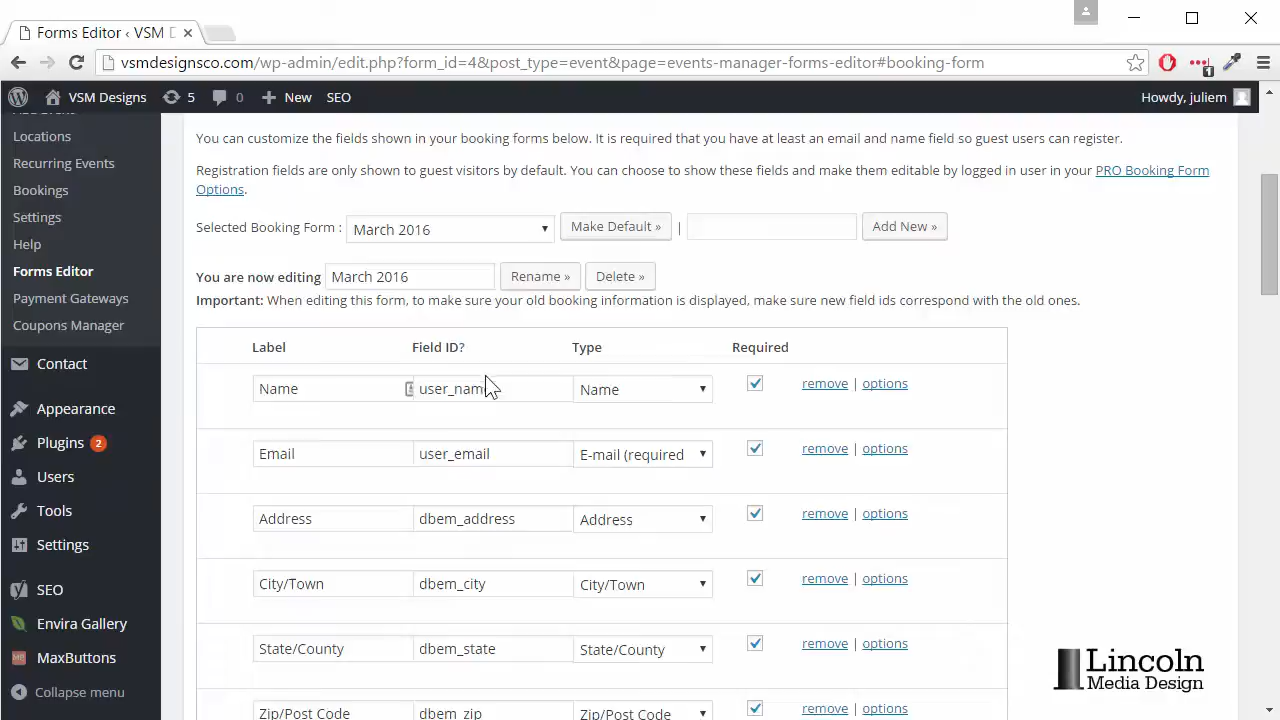 Forms Editor ‹ VSM D
vsmdesignsco.com/wp-admin/edit.php?form_id=4&post_type=event&page=events-manager-forms-editor#booking-form
1
VSM Designs 5 0 New SEO Howdy, juliem
Locations
Recurring Events
Bookings
Settings
Help
Forms Editor
Payment Gateways
Coupons Manager
Contact
Appearance
Plugins 2
Users
Tools
Settings
SEO
Envira Gallery
MaxButtons
Collapse menu
You can customize the fields shown in your booking forms below. It is required that you have at least an email and name field so guest users can register.
Registration fields are only shown to guest visitors by default. You can choose to show these fields and make them editable by logged in user in your PRO Booking Form
Options.
Selected Booking Form : March 2016 Make Default » | Add New »
You are now editing March 2016 Rename » Delete »
Important: When editing this form, to make sure your old booking information is displayed, make sure new field ids correspond with the old ones.
Label Field ID? Type Required
Name user_name Name remove | options
Email user_email E-mail (required remove | options
Address dbem_address Address remove | options
City/Town dbem_city City/Town remove | options
State/County dbem_state State/County remove | options
Zip/Post Code dbem_zip Zip/Post Code remove | options
Lincoln
Media Design